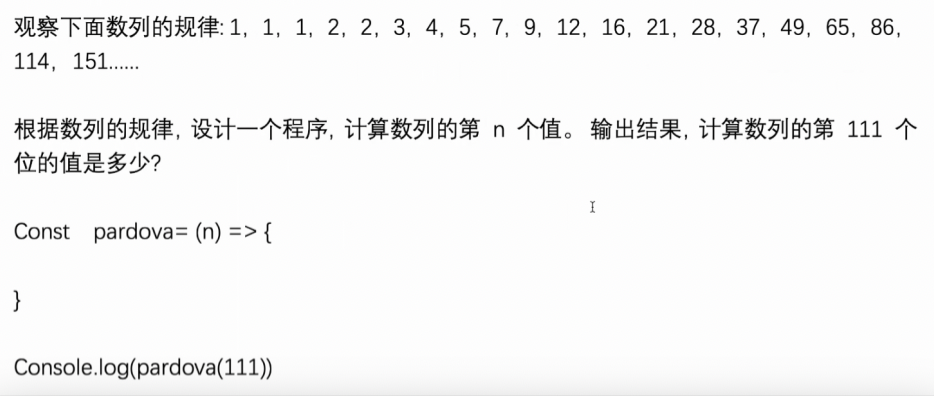 观察下面数列的规律: 1, 1, 1, 2, 2, 3, 4, 5, 7, 9, 12, 16, 21, 28, 37, 49, 65, 86,
114, 151......
根据数列的规律, 设计一个程序, 计算数列的第 n 个值。 输出结果, 计算数列的第 111 个
位的值是多少?
Const pardova= (n) => {
}
Console.log(pardova(111))